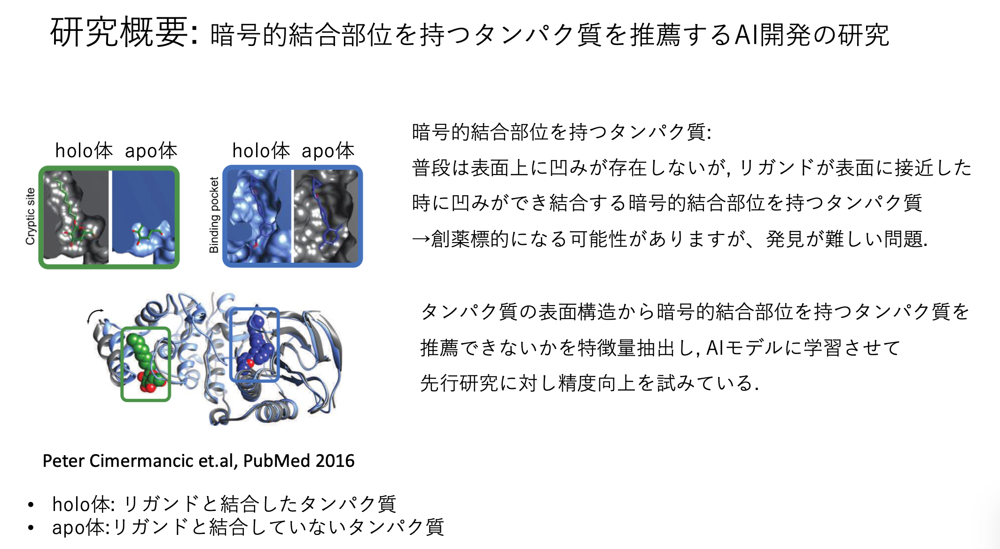 研究概要: 暗号的結合部位を持つタンパク質を推薦するAI開発の研究
holo体 apo体
holo体 apo体
Cryptic site
Binding pocket
暗号的結合部位を持つタンパク質:
普段は表面上に凹みが存在しないが, リガンドが表面に接近した
時に凹みができ結合する暗号的結合部位を持つタンパク質
→創薬標的になる可能性がありますが、発見が難しい問題.
タンパク質の表面構造から暗号的結合部位を持つタンパク質を
推薦できないかを特徴量抽出し, AIモデルに学習させて
先行研究に対し精度向上を試みている.
Peter Cimermancic et.al, PubMed 2016
• holo体: リガンドと結合したタンパク質
• apo体:リガンドと結合していないタンパク質